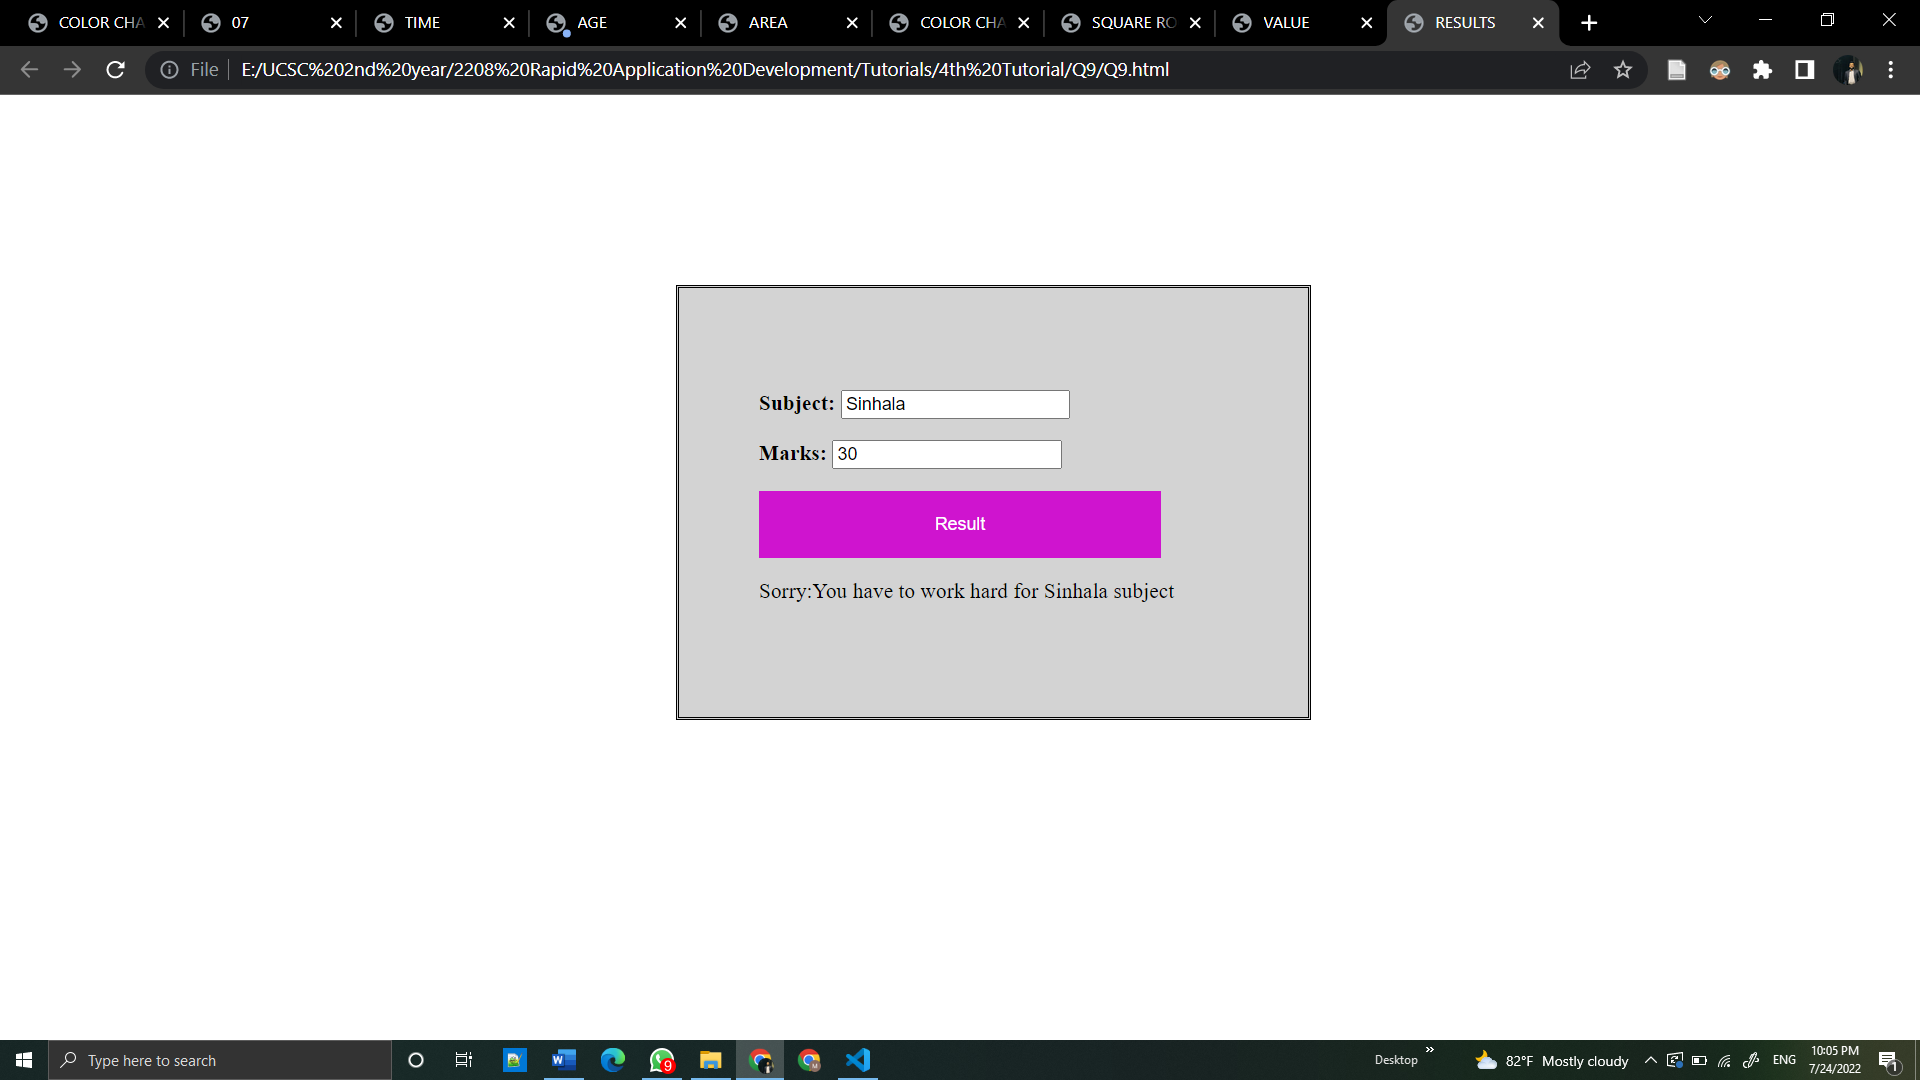 COLOR CHA
07
TIME
AGE
AREA
COLOR CHA
SQUARE RO
VALUE
RESULTS
File
E:/UCSC%202nd%20year/2208%20Rapid%20Application%20Development/Tutorials/4th%20Tutorial/Q9/Q9.html
Subject: Sinhala
Marks: 30
Result
Sorry:You have to work hard for Sinhala subject
Type here to search
9
Desktop
82°F Mostly cloudy
ENG
10:05 PM
7/24/2022
1